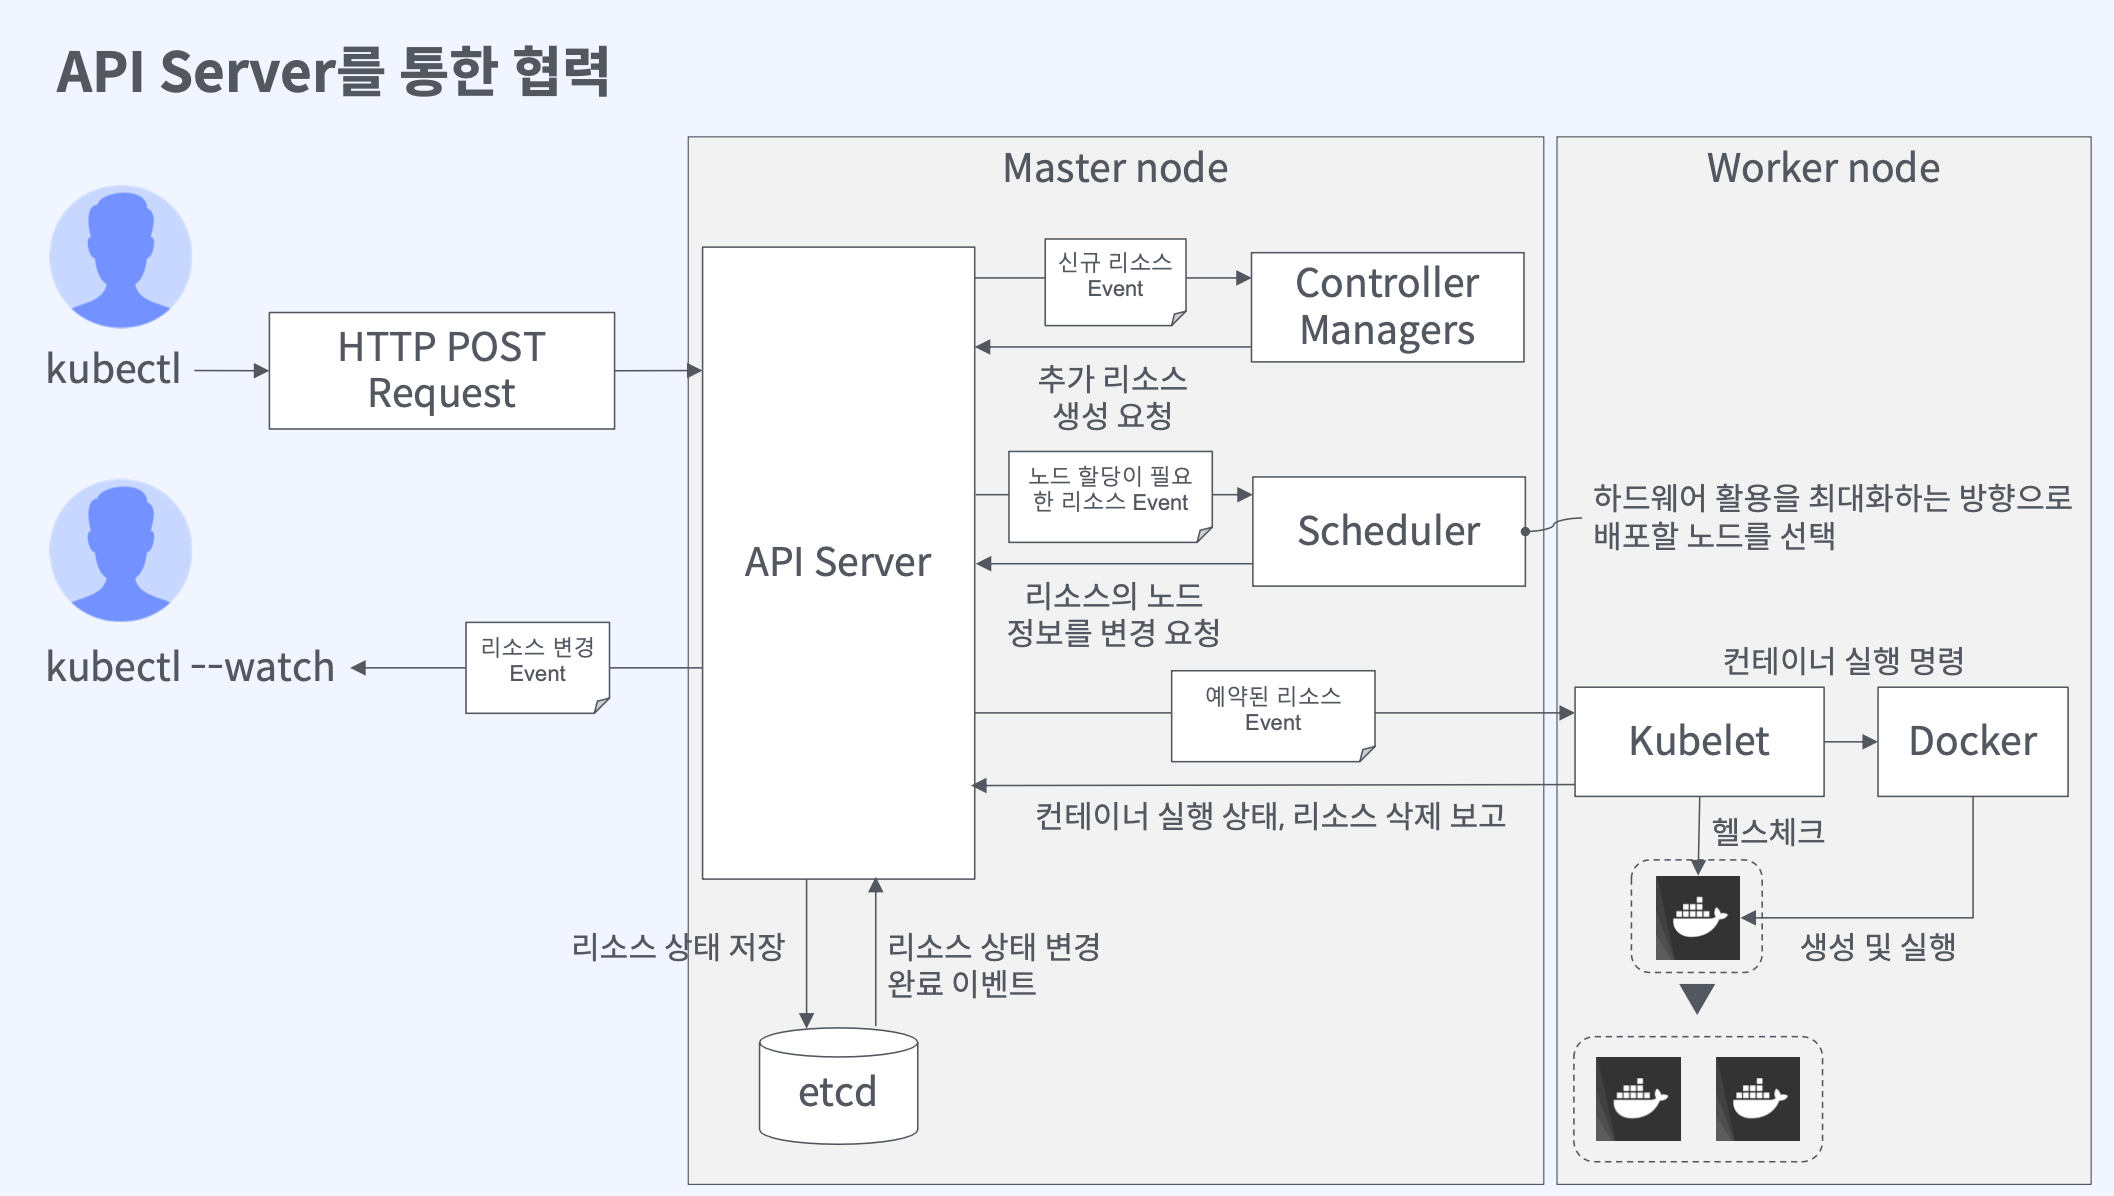 API Server를 통한 협력
Master node
Worker node
kubectl
HTTP POST
Request
신규 리소스
Event
Controller
Managers
추가 리소스
생성 요청
노드 할당이 필요
한 리소스 Event
Scheduler
하드웨어 활용을 최대화하는 방향으로
배포할 노드를 선택
API Server
리소스의 노드
정보를 변경 요청
kubectl --watch
리소스 변경
Event
예약된 리소스
Event
컨테이너 실행 명령
Kubelet
Docker
컨테이너 실행 상태, 리소스 삭제 보고
헬스체크
생성 및 실행
리소스 상태 저장
리소스 상태 변경
완료 이벤트
etcd